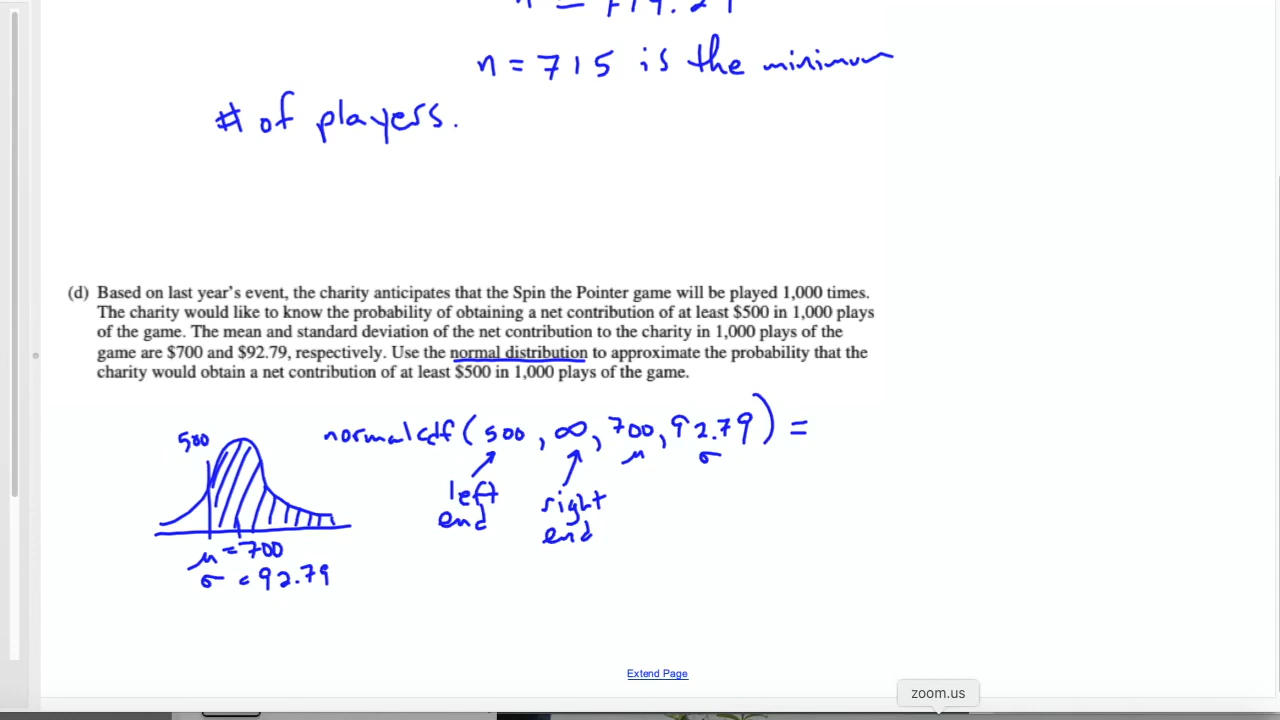 n = 715 is the minimum
# of players.
(d) Based on last year's event, the charity anticipates that the Spin the Pointer game will be played 1,000 times.
The charity would like to know the probability of obtaining a net contribution of at least $500 in 1,000 plays
of the game. The mean and standard deviation of the net contribution to the charity in 1,000 plays of the
game are $700 and $92.79, respectively. Use the normal distribution to approximate the probability that the
charity would obtain a net contribution of at least $500 in 1,000 plays of the game.
500
normalcdf(500, ∞, 700, 92.79) =
μ σ
left end
right end
μ = 700
σ = 92.79
Extend Page
zoom.us